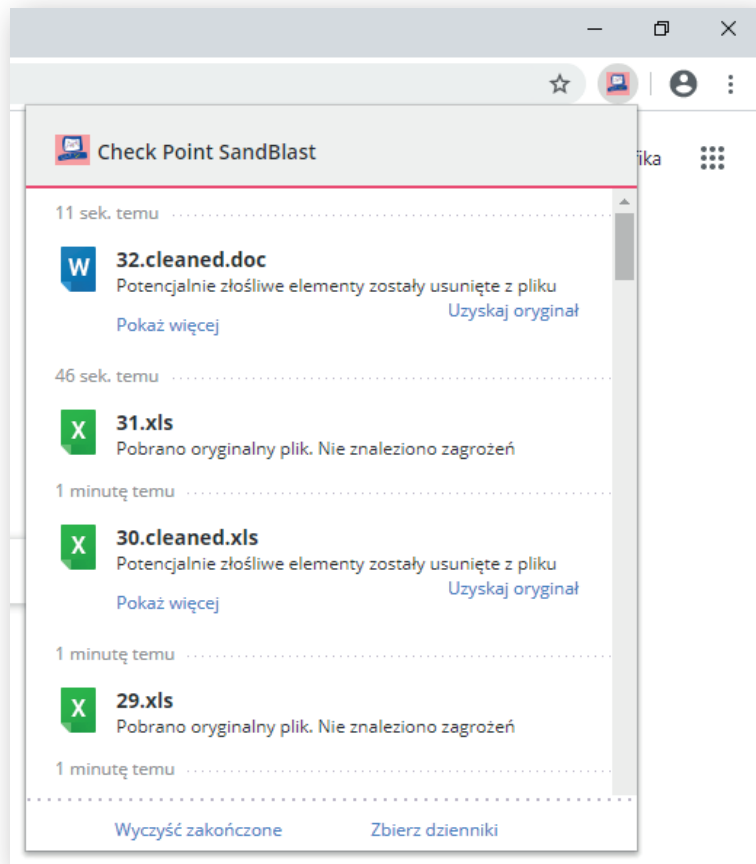 Check Point SandBlast
ika
11 sek. temu
W
32.cleaned.doc
Potencjalnie złośliwe elementy zostały usunięte z pliku
Uzyskaj oryginał
Pokaż więcej
46 sek. temu
X
31.xls
Pobrano oryginalny plik. Nie znaleziono zagrożeń
1 minutę temu
X
30.cleaned.xls
Potencjalnie złośliwe elementy zostały usunięte z pliku
Uzyskaj oryginał
Pokaż więcej
1 minutę temu
X
29.xls
Pobrano oryginalny plik. Nie znaleziono zagrożeń
1 minutę temu
Wyczyść zakończone Zbierz dzienniki